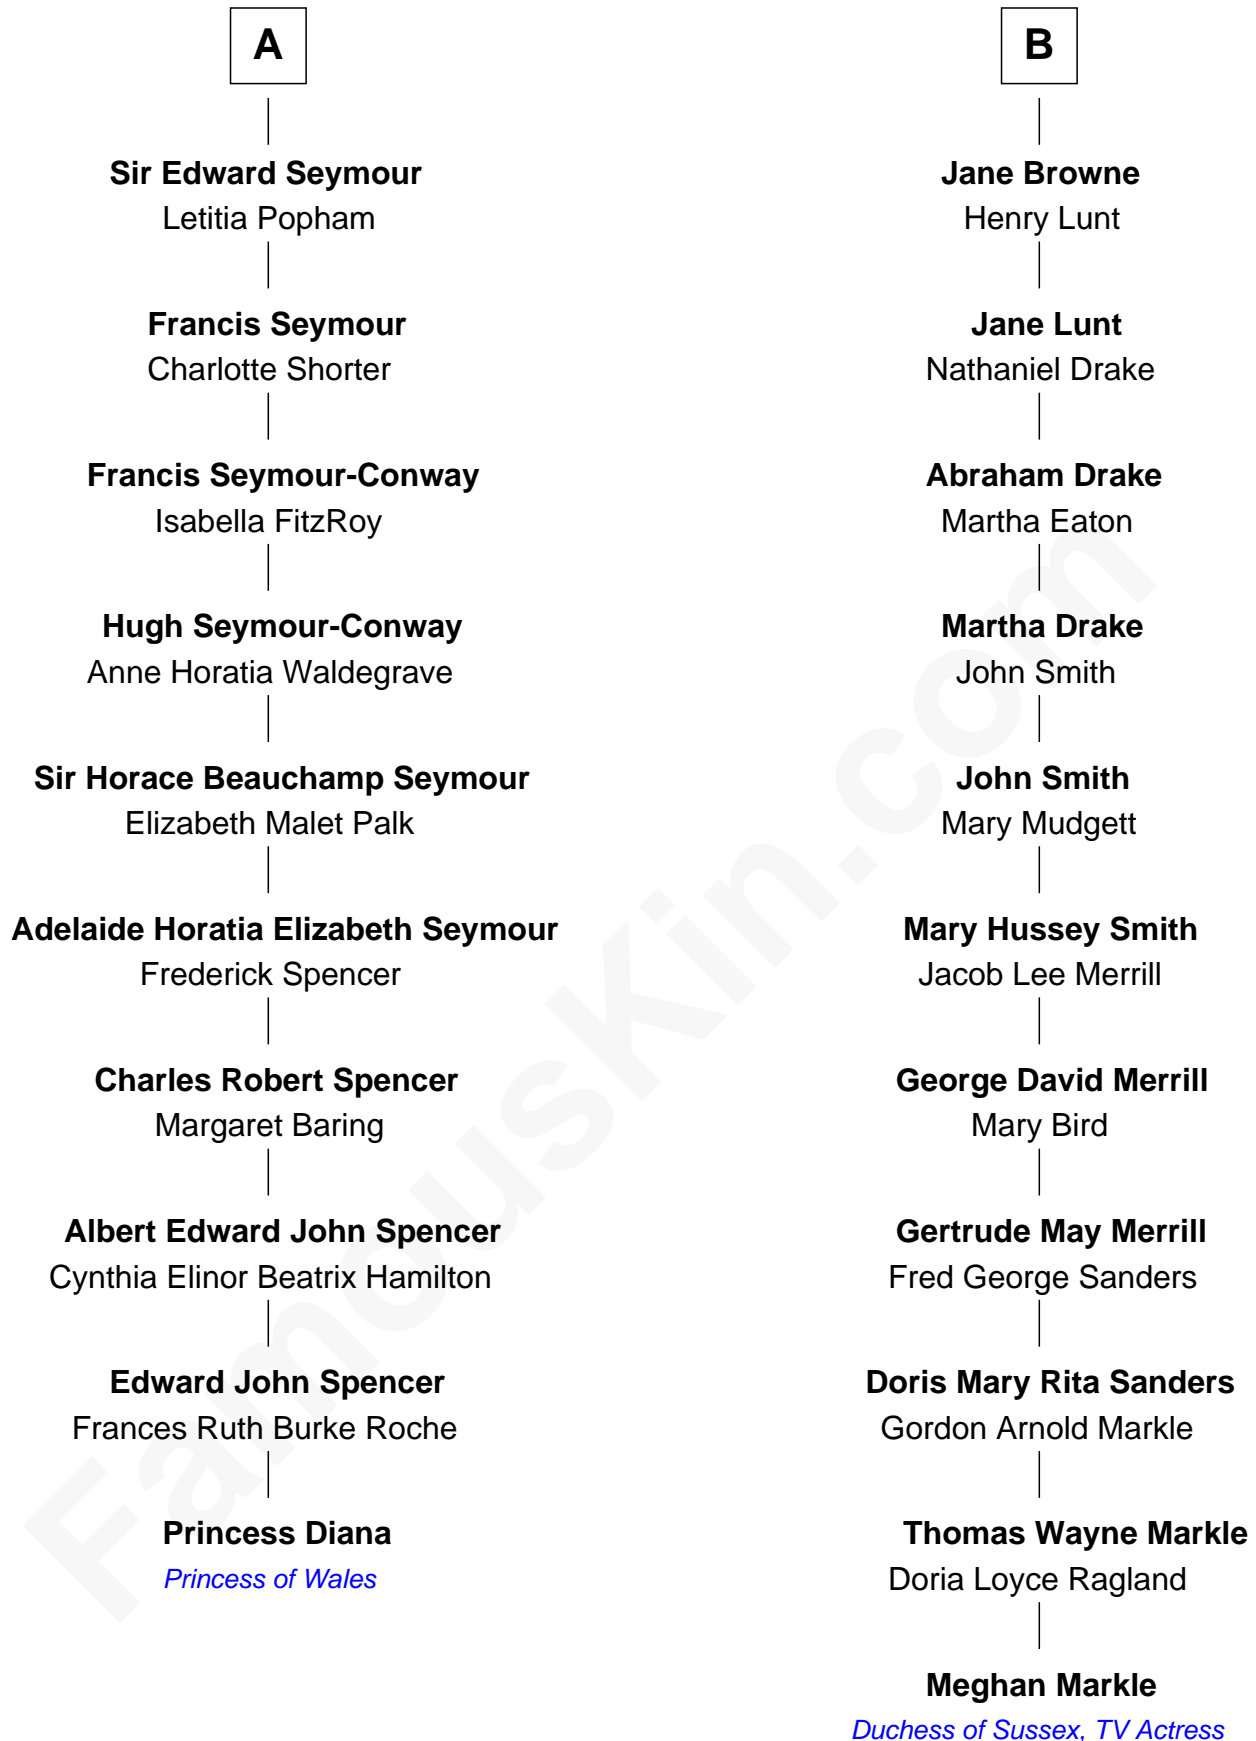 A
Sir Edward Seymour
Letitia Popham
Francis Seymour
Charlotte Shorter
Francis Seymour-Conway
Isabella FitzRoy
Hugh Seymour-Conway
Anne Horatia Waldegrave
Sir Horace Beauchamp Seymour
Elizabeth Malet Palk
Adelaide Horatia Elizabeth Seymour
Frederick Spencer
Charles Robert Spencer
Margaret Baring
Albert Edward John Spencer
Cynthia Elinor Beatrix Hamilton
Edward John Spencer
Frances Ruth Burke Roche
Princess Diana
Princess of Wales
B
Jane Browne
Henry Lunt
Jane Lunt
Nathaniel Drake
Abraham Drake
Martha Eaton
Martha Drake
John Smith
John Smith
Mary Mudgett
Mary Hussey Smith
Jacob Lee Merrill
George David Merrill
Mary Bird
Gertrude May Merrill
Fred George Sanders
Doris Mary Rita Sanders
Gordon Arnold Markle
Thomas Wayne Markle
Doria Loyce Ragland
Meghan Markle
Duchess of Sussex, TV Actress
FamousKin.com